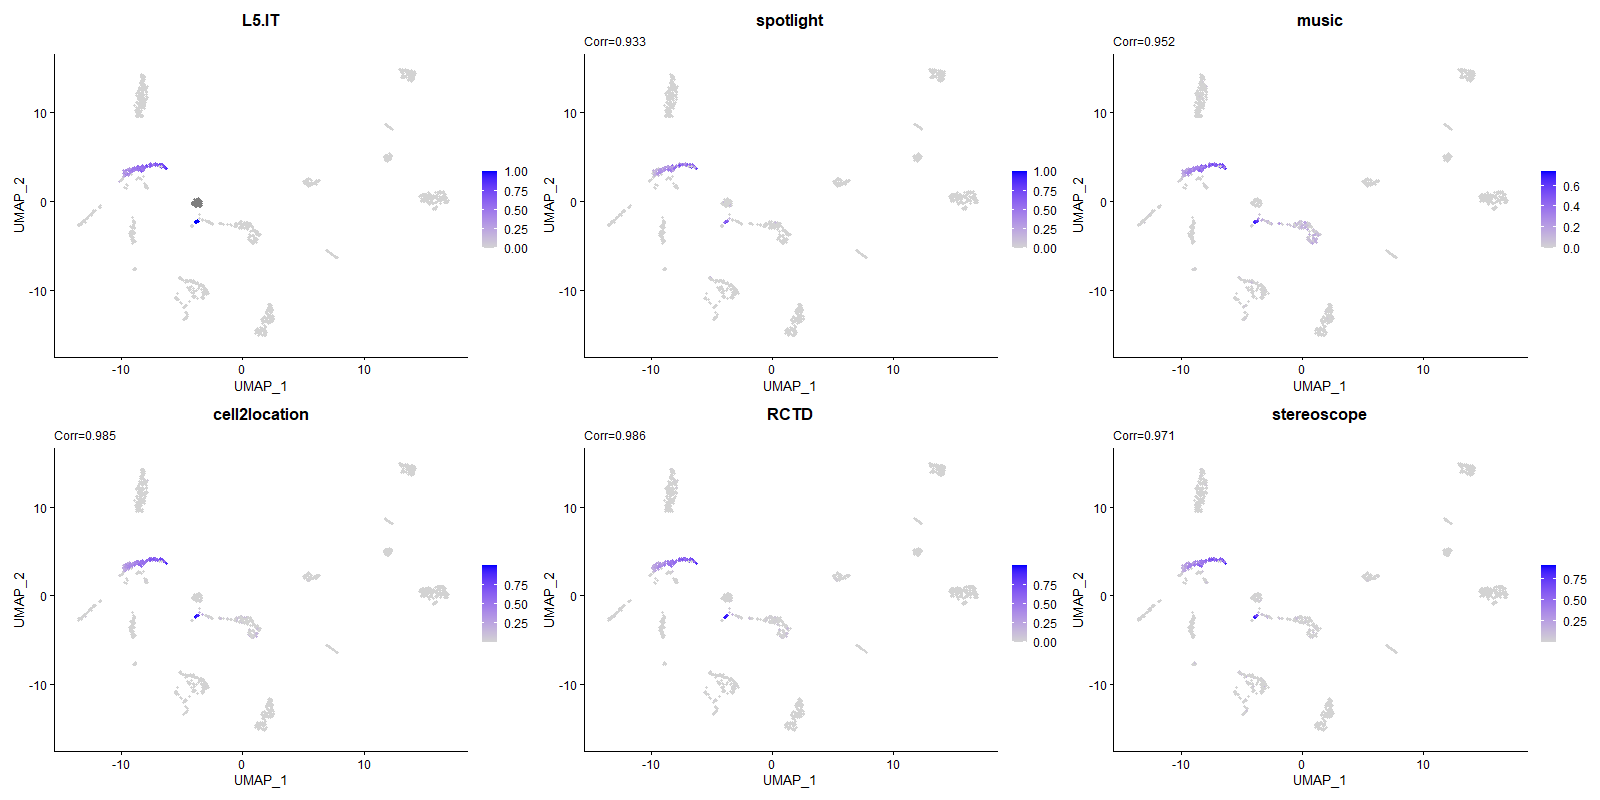 L5.IT
UMAP_2
10
0
-10
-10
0
10
UMAP_1
1.00
0.75
0.50
0.25
0.00
spotlight
Corr=0.933
UMAP_2
10
0
-10
-10
0
10
UMAP_1
1.00
0.75
0.50
0.25
0.00
music
Corr=0.952
UMAP_2
10
0
-10
-10
0
10
UMAP_1
0.6
0.4
0.2
0.0
cell2location
Corr=0.985
UMAP_2
10
0
-10
-10
0
10
UMAP_1
0.75
0.50
0.25
RCTD
Corr=0.986
UMAP_2
10
0
-10
-10
0
10
UMAP_1
0.75
0.50
0.25
0.00
stereoscope
Corr=0.971
UMAP_2
10
0
-10
-10
0
10
UMAP_1
0.75
0.50
0.25